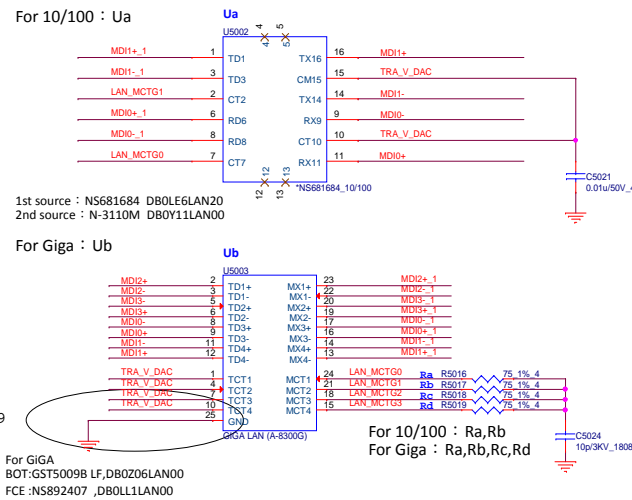 For 10/100：Ua
Ua
U5002
4
5
4
5
MDI1+_1 1 TD1 TX16 16 MDI1+
MDI1-_1 3 TD3 CM15 15 TRA_V_DAC
LAN_MCTG1 2 CT2 TX14 14 MDI1-
MDI0+_1 6 RD6 RX9 9 MDI0-
MDI0-_1 8 RD8 CT10 10 TRA_V_DAC
LAN_MCTG0 7 CT7 RX11 11 MDI0+
12
13
12
13
*NS681684_10/100
C5021
0.01u/50V_4
1st source：NS681684 DB0LE6LAN20
2nd source：N-3110M DB0Y11LAN00
For Giga：Ub
Ub
U5003
MDI2+ 2 TD1+ MX1+ 23 MDI2+_1
MDI2- 3 TD1- MX1- 22 MDI2-_1
MDI3- 5 TD2+ MX2+ 20 MDI3-_1
MDI3+ 6 TD2- MX2- 19 MDI3+_1
MDI0- 8 TD3+ MX3+ 17 MDI0-_1
MDI0+ 9 TD3- MX3- 16 MDI0+_1
MDI1- 11 TD4+ MX4+ 14 MDI1-_1
MDI1+ 12 TD4- MX4- 13 MDI1+_1
TRA_V_DAC 1 TCT1 MCT1 24 LAN_MCTG0 Ra R5016 75_1%_4
TRA_V_DAC 4 TCT2 MCT2 21 LAN_MCTG1 Rb R5017 75_1%_4
TRA_V_DAC 7 TCT3 MCT3 18 LAN_MCTG2 Rc R5018 75_1%_4
TRA_V_DAC 10 TCT4 MCT4 15 LAN_MCTG3 Rd R5019 75_1%_4
25 GND
9
GIGA LAN (A-8300G)
For 10/100：Ra,Rb
For Giga：Ra,Rb,Rc,Rd
C5024
10p/3KV_1808
For GiGA
BOT:GST5009B LF,DB0Z06LAN00
FCE :NS892407 ,DB0LL1LAN00